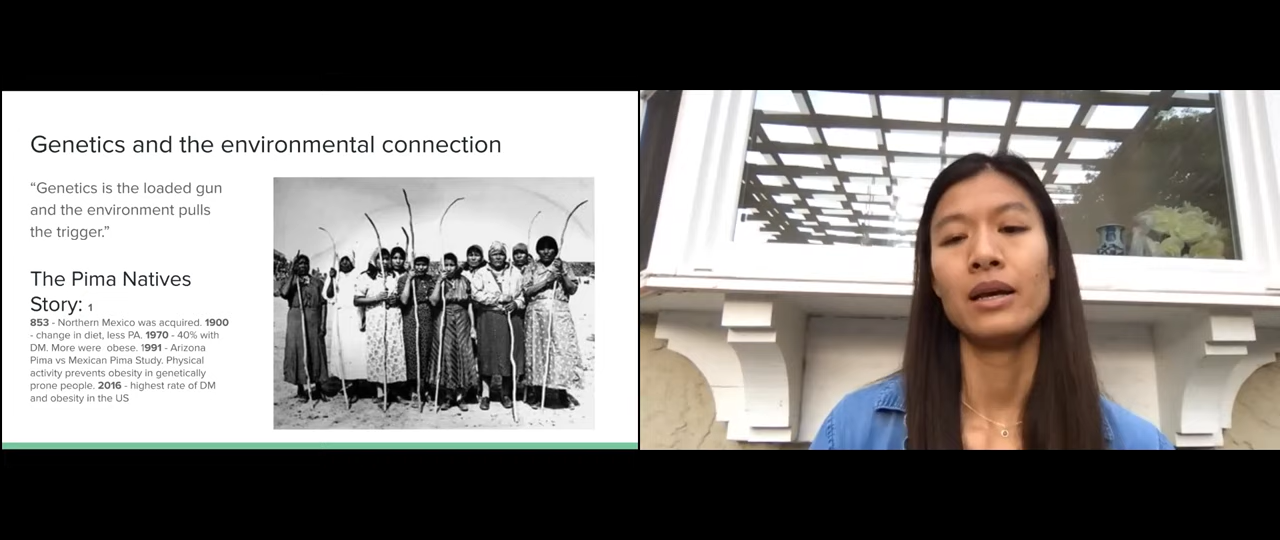 Genetics and the environmental connection
“Genetics is the loaded gun
and the environment pulls
the trigger.”
The Pima Natives
Story: 1
853 - Northern Mexico was acquired. 1900
- change in diet, less PA. 1970 - 40% with
DM. More were obese. 1991 - Arizona
Pima vs Mexican Pima Study. Physical
activity prevents obesity in genetically
prone people. 2016 - highest rate of DM
and obesity in the US